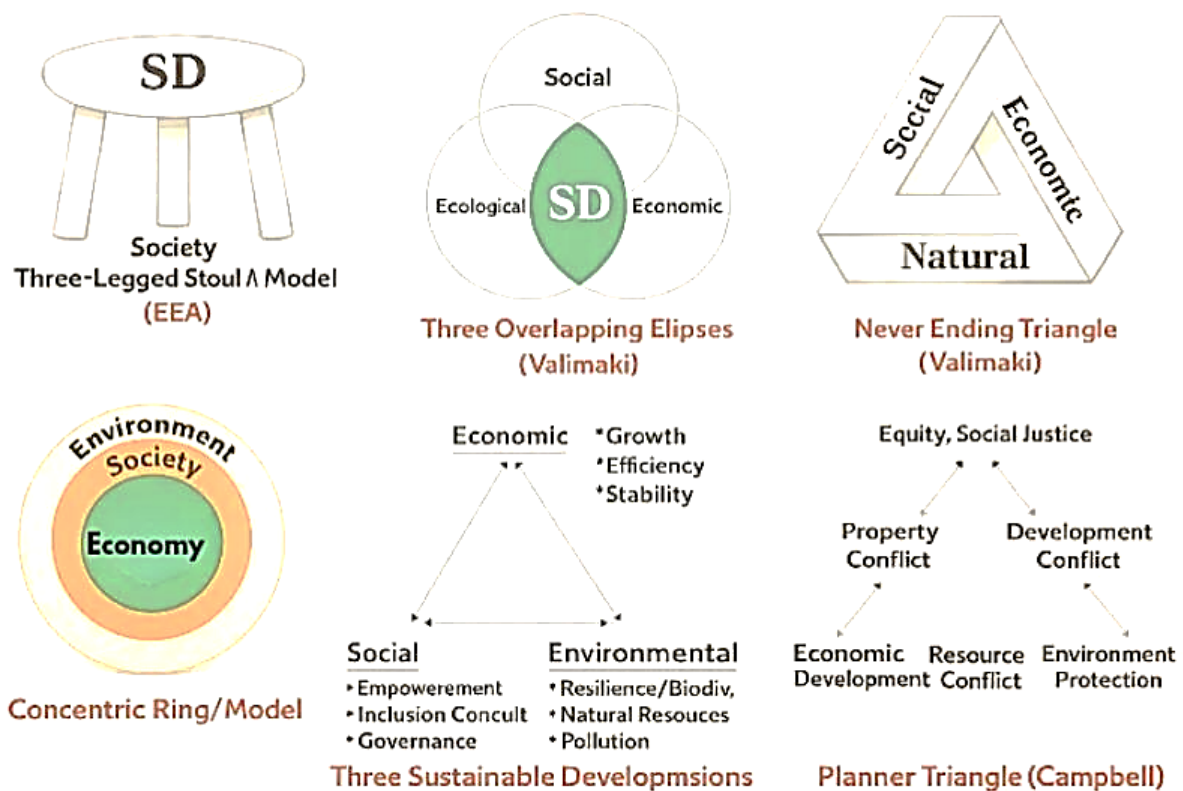 SD
Society
Three-Legged Stoul Λ Model
(EEA)
Social
Ecological
SD
Economic
Three Overlapping Elipses
(Valimaki)
Social
Economic
Natural
Never Ending Triangle
(Valimaki)
Environment
Society
Economy
Concentric Ring/Model
Economic
*Growth
*Efficiency
*Stability
Social
‣Empowerement
‣Inclusion Concult
•Governance
Environmental
•Resilience/Biodiv,
•Natural Resouces
•Pollution
Three Sustainable Developmsions
Equity, Social Justice
Property
Conflict
Development
Conflict
Economic
Development
Resource
Conflict
Environment
Protection
Planner Triangle (Campbell)